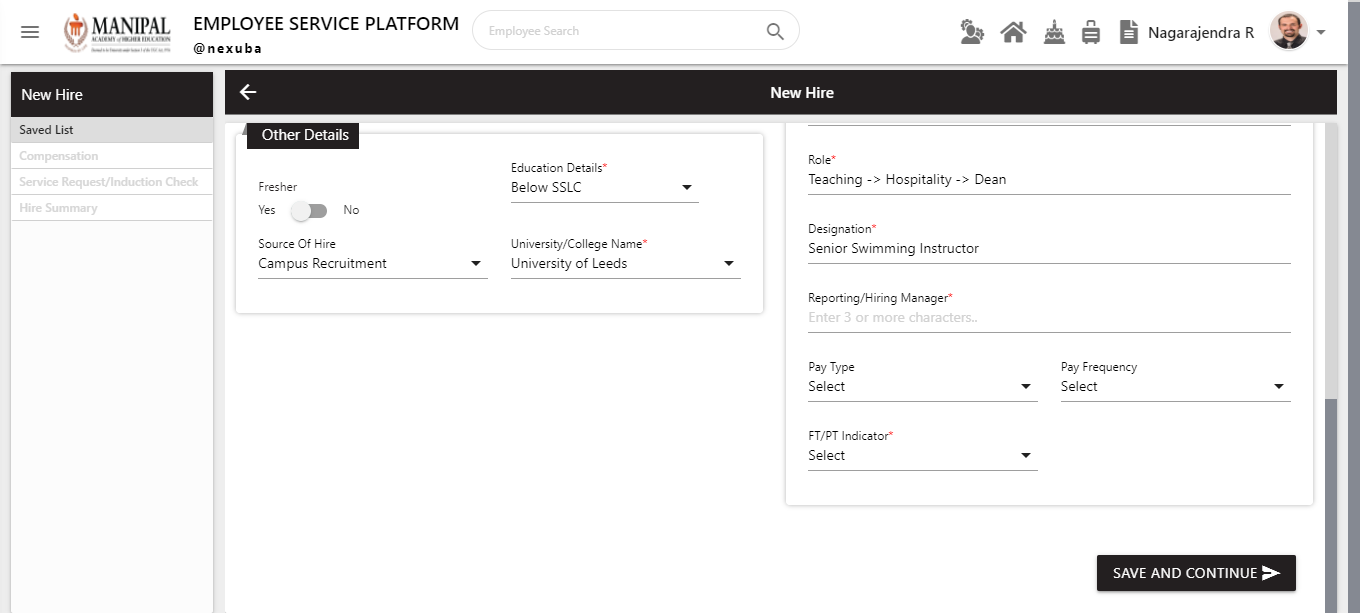 MANIPAL
ACADEMY of HIGHER EDUCATION
EMPLOYEE SERVICE PLATFORM
@nexuba
Employee Search
Nagarajendra R
New Hire
Saved List
Compensation
Service Request/Induction Check
Hire Summary
New Hire
Other Details
Fresher
Yes No
Education Details*
Below SSLC
Source Of Hire
Campus Recruitment
University/College Name*
University of Leeds
Role*
Teaching -> Hospitality -> Dean
Designation*
Senior Swimming Instructor
Reporting/Hiring Manager*
Enter 3 or more characters..
Pay Type
Select
Pay Frequency
Select
FT/PT Indicator*
Select
SAVE AND CONTINUE